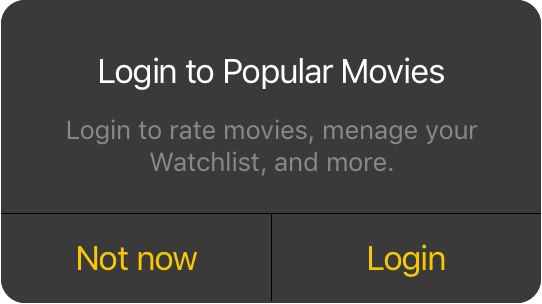 Login to Popular Movies
Login to rate movies, menage your
Watchlist, and more.
Not now
Login